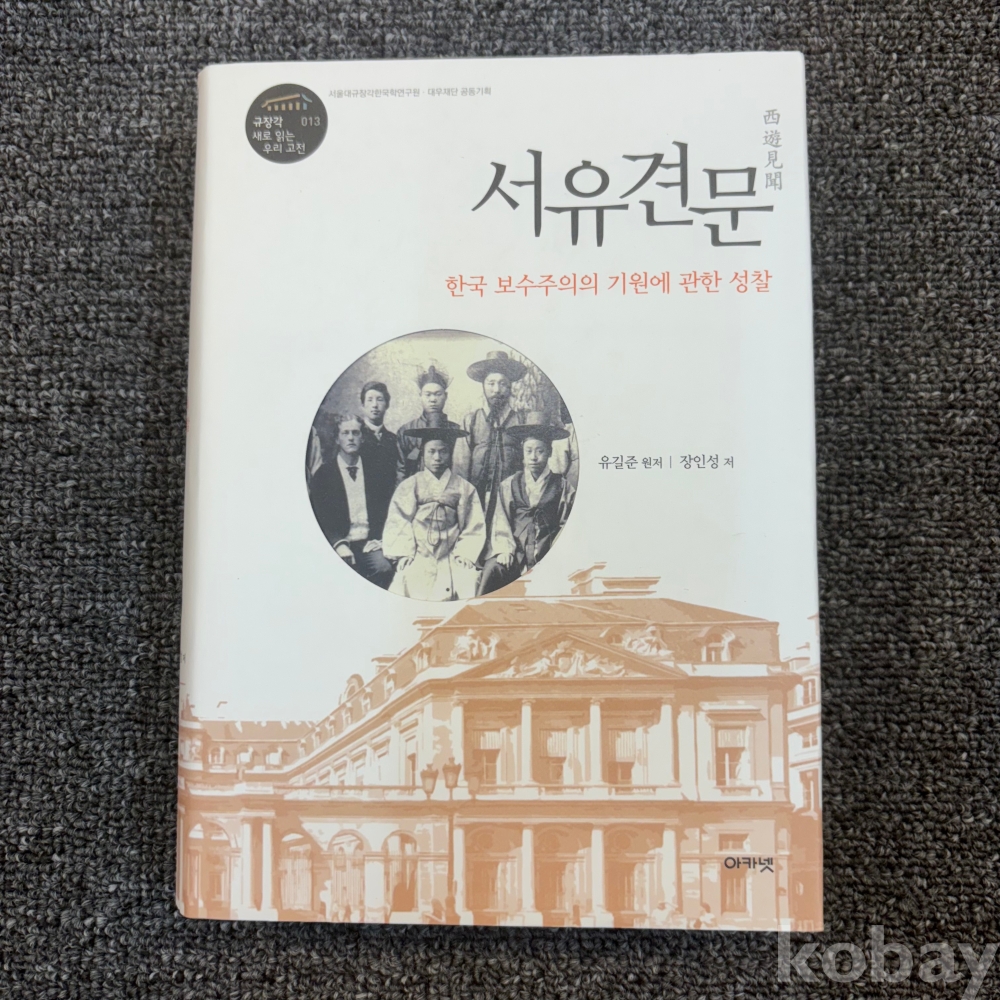 규장각 013
새로 읽는
우리 고전
서울대규장각한국학연구원 · 대우재단 공동기획
西遊見聞
서유견문
한국 보수주의의 기원에 관한 성찰
유길준 원저 | 장인성 저
아카넷
kobay